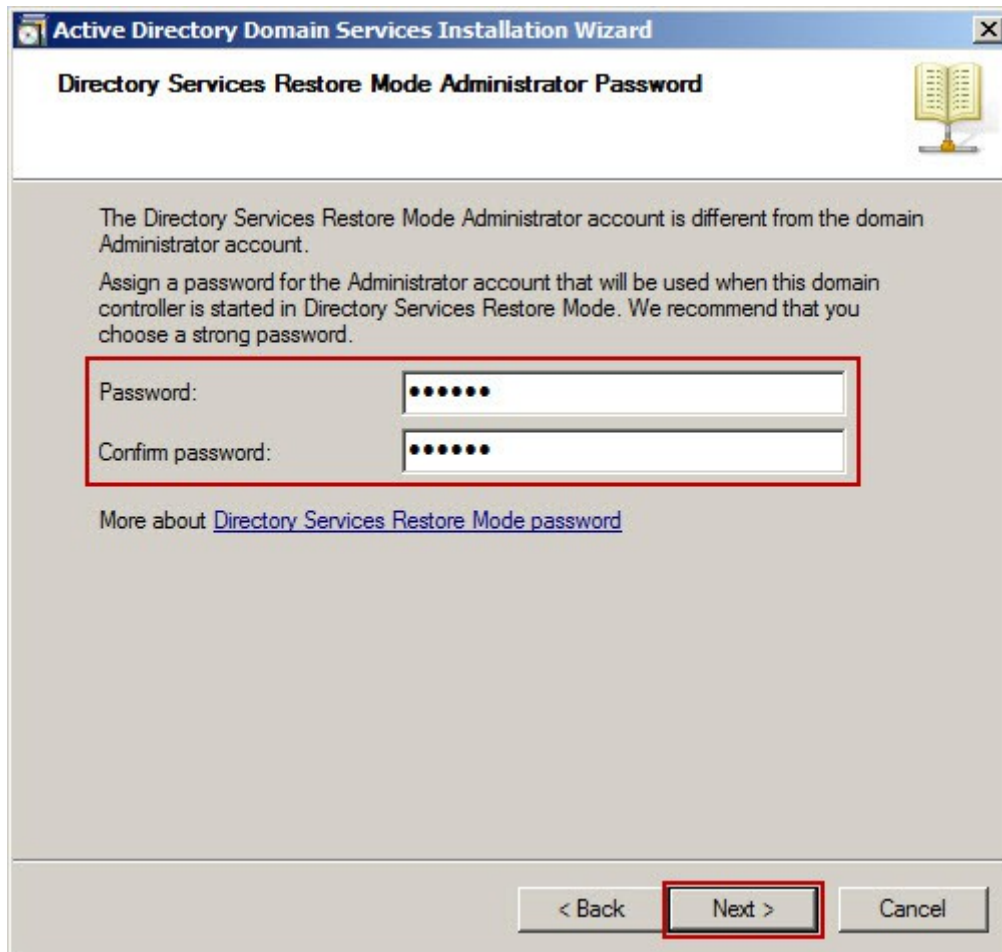 Active Directory Domain Services Installation Wizard
Directory Services Restore Mode Administrator Password
The Directory Services Restore Mode Administrator account is different from the domain
Administrator account.
Assign a password for the Administrator account that will be used when this domain
controller is started in Directory Services Restore Mode. We recommend that you
choose a strong password.
Password: ••••••
Confirm password: ••••••
More about Directory Services Restore Mode password
< Back Next > Cancel